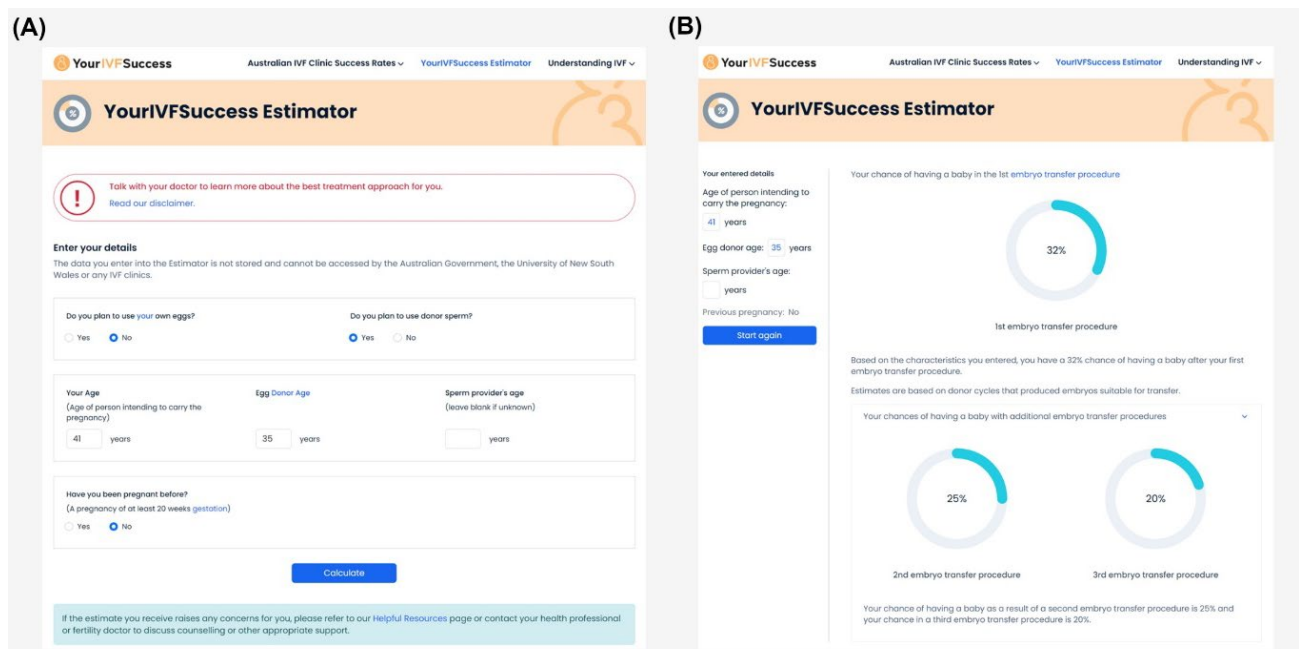 (A)
YourIVFSuccess
Australian IVF Clinic Success Rates
YourIVFSuccess Estimator
Understanding IVF
%
YourIVFSuccess Estimator
!
Talk with your doctor to learn more about the best treatment approach for you.
Read our disclaimer.
Enter your details
The data you enter into the Estimator is not stored and cannot be accessed by the Australian Government, the University of New South
Wales or any IVF clinics.
Do you plan to use your own eggs?
Yes No
Do you plan to use donor sperm?
Yes No
Your Age
(Age of person intending to carry the
pregnancy)
41 years
Egg Donor Age
35 years
Sperm provider's age
(leave blank if unknown)
years
Have you been pregnant before?
(A pregnancy of at least 20 weeks gestation)
Yes No
Calculate
If the estimate you receive raises any concerns for you, please refer to our Helpful Resources page or contact your health professional
or fertility doctor to discuss counselling or other appropriate support.
(B)
YourIVFSuccess
Australian IVF Clinic Success Rates
YourIVFSuccess Estimator
Understanding IVF
%
YourIVFSuccess Estimator
Your entered details
Age of person intending to
carry the pregnancy:
41 years
Egg donor age: 35 years
Sperm provider's age:
years
Previous pregnancy: No
Start again
Your chance of having a baby in the 1st embryo transfer procedure
32%
1st embryo transfer procedure
Based on the characteristics you entered, you have a 32% chance of having a baby after your first
embryo transfer procedure.
Estimates are based on donor cycles that produced embryos suitable for transfer.
Your chances of having a baby with additional embryo transfer procedures
25%
2nd embryo transfer procedure
20%
3rd embryo transfer procedure
Your chance of having a baby as a result of a second embryo transfer procedure is 25% and
your chance in a third embryo transfer procedure is 20%.